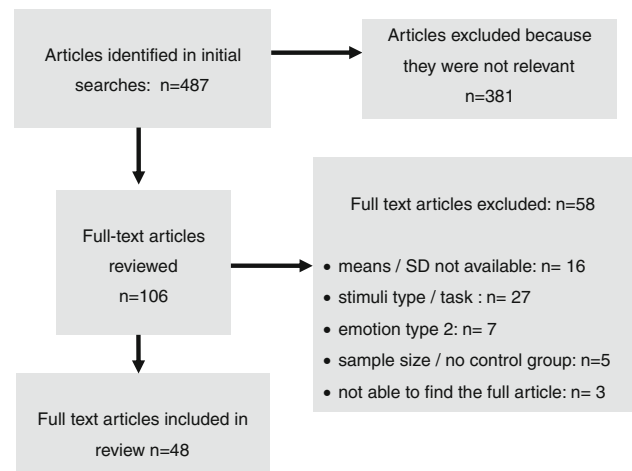 Articles identified in initial
searches: n=487
Articles excluded because
they were not relevant
n=381
Full-text articles
reviewed
n=106
Full text articles excluded: n=58
• means / SD not available: n= 16
• stimuli type / task : n= 27
• emotion type 2: n= 7
• sample size / no control group: n=5
• not able to find the full article: n= 3
Full text articles included in
review n=48